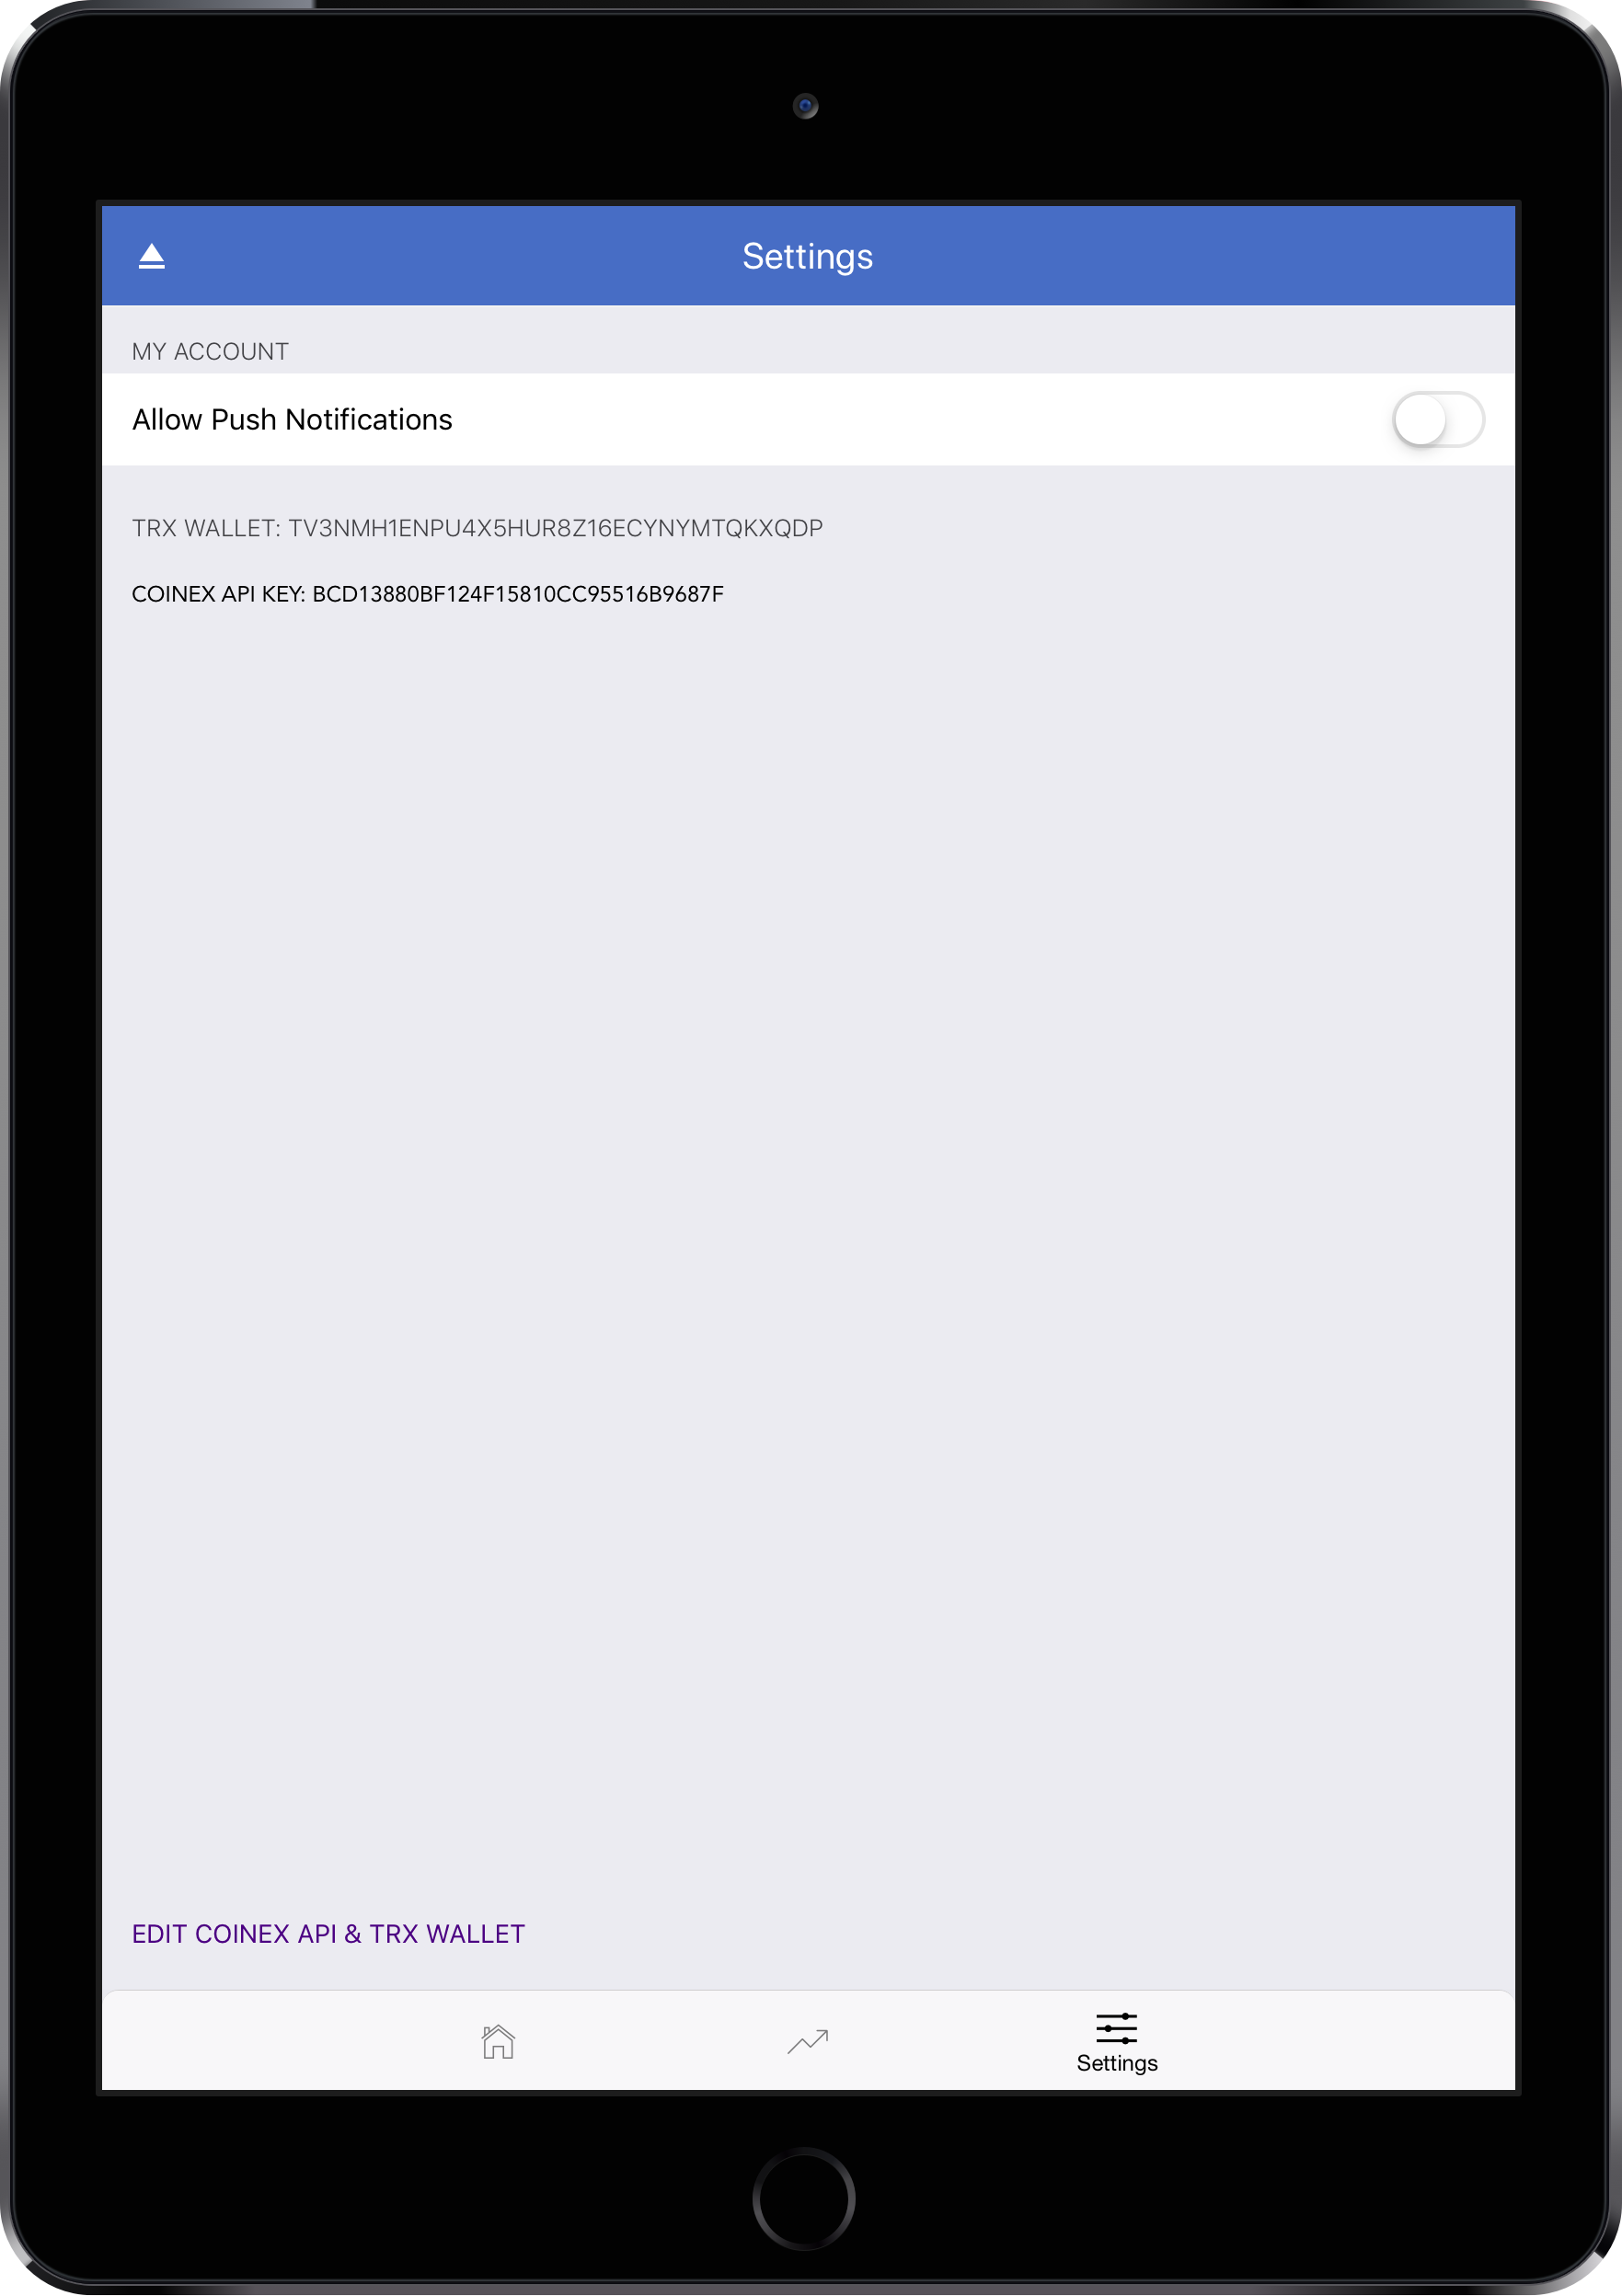 Settings
MY ACCOUNT
Allow Push Notifications
TRX WALLET: TV3NMH1ENPU4X5HUR8Z16ECYNYMTQKXQDP
COINEX API KEY: BCD13880BF124F15810CC95516B9687F
EDIT COINEX API & TRX WALLET
Settings